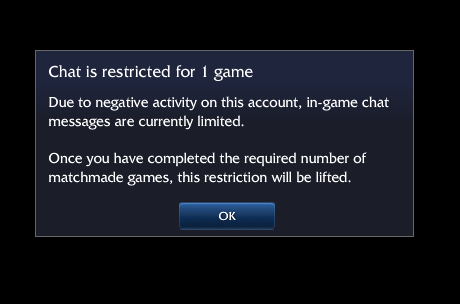 Chat is restricted for 1 game
Due to negative activity on this account, in-game chat
messages are currently limited.
Once you have completed the required number of
matchmade games, this restriction will be lifted.
OK